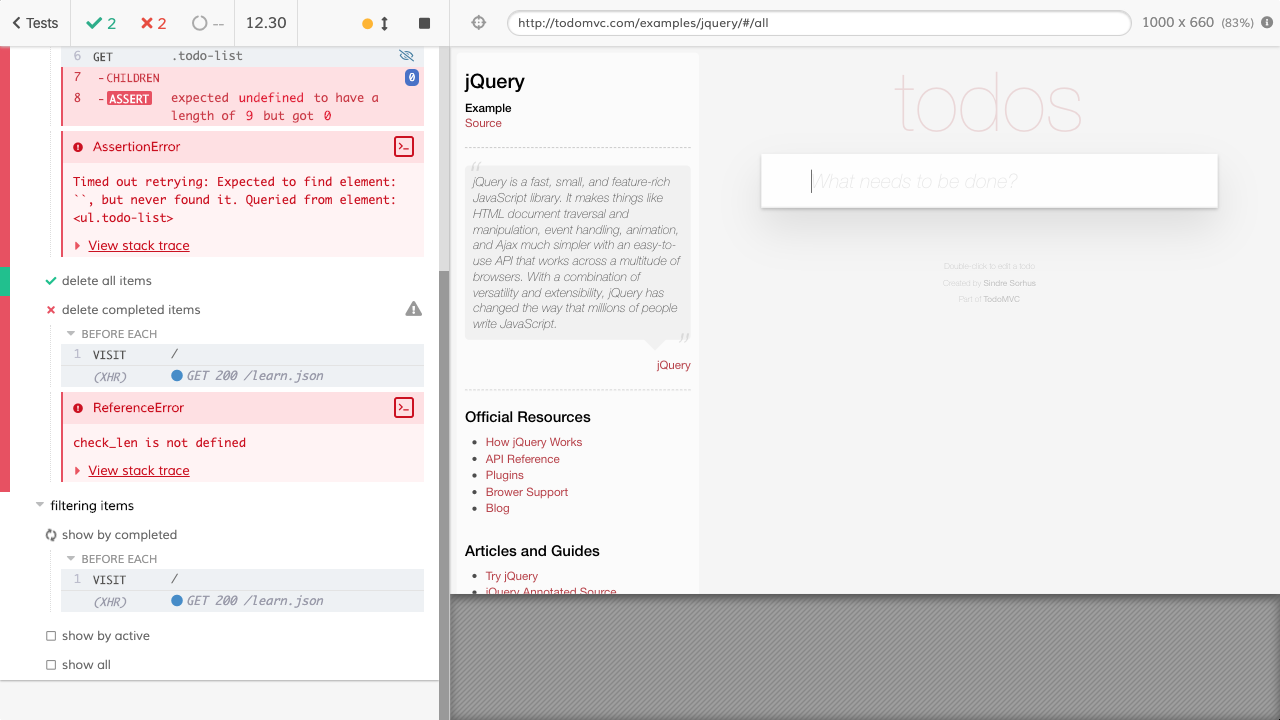 Tests
2
2
--
12.30
http://todomvc.com/examples/jquery/#/all
1000 x 660 (83%)
6 GET .todo-list
7 -CHILDREN 0
8 -ASSERT expected undefined to have a
length of 9 but got 0
AssertionError
Timed out retrying: Expected to find element:
``, but never found it. Queried from element:
<ul.todo-list>
View stack trace
delete all items
delete completed items
BEFORE EACH
1 VISIT /
(XHR) GET 200 /learn.json
ReferenceError
check_len is not defined
View stack trace
filtering items
show by completed
BEFORE EACH
1 VISIT /
(XHR) GET 200 /learn.json
show by active
show all
jQuery
Example
Source
“
jQuery is a fast, small, and feature-rich
JavaScript library. It makes things like
HTML document traversal and
manipulation, event handling, animation,
and Ajax much simpler with an easy-to-
use API that works across a multitude of
browsers. With a combination of
versatility and extensibility, jQuery has
changed the way that millions of people
write JavaScript.
”
jQuery
Official Resources
How jQuery Works
API Reference
Plugins
Brower Support
Blog
Articles and Guides
Try jQuery
jQuery Annotated Source
todos
What needs to be done?
Double-click to edit a todo
Created by Sindre Sorhus
Part of TodoMVC